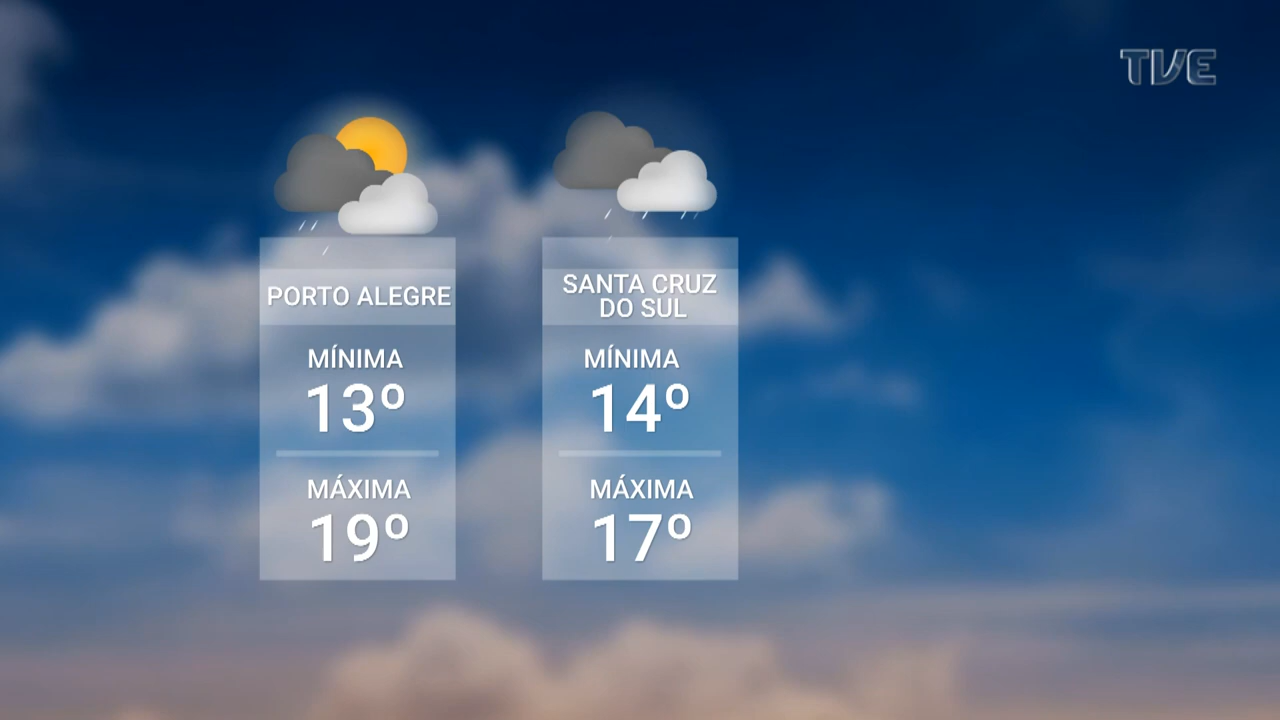 TVE
PORTO ALEGRE
MÍNIMA
13º
MÁXIMA
19º
SANTA CRUZ
DO SUL
MÍNIMA
14º
MÁXIMA
17º